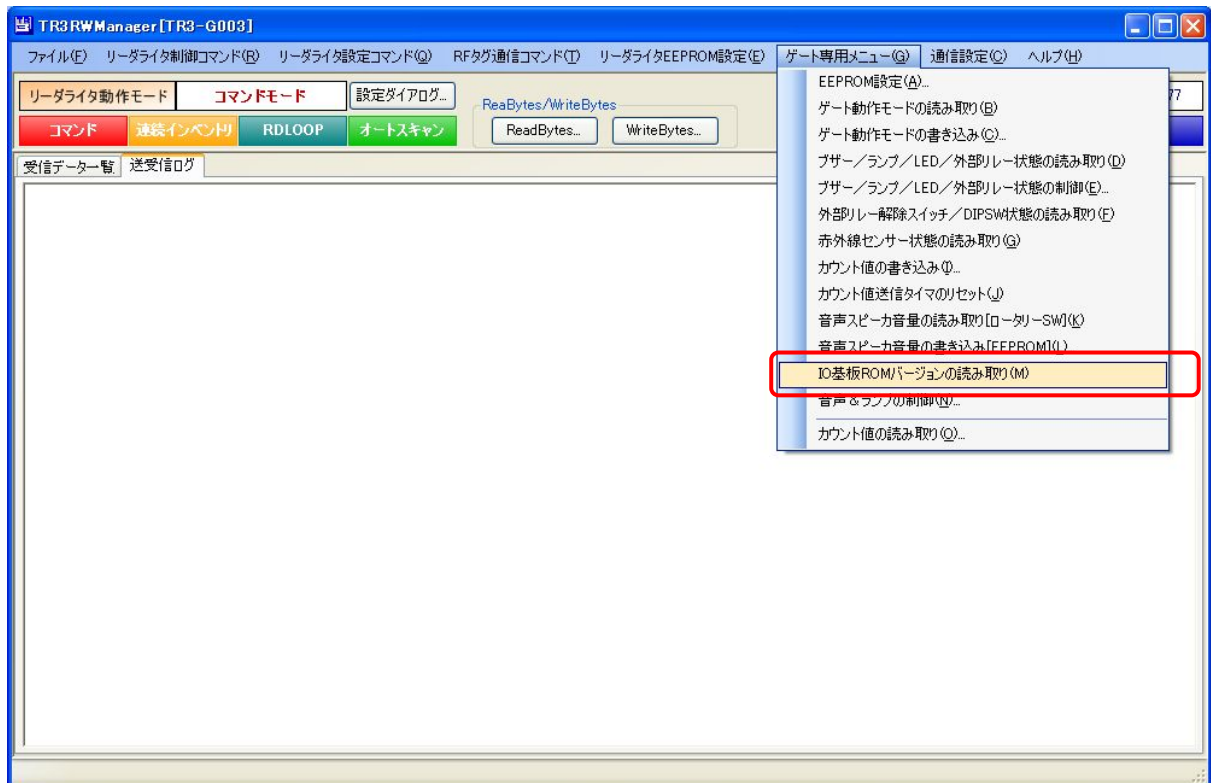 TR3RWManager[TR3-G003]
ファイル(F) リーダライタ制御コマンド(R) リーダライタ設定コマンド(Q) RFタグ通信コマンド(T) リーダライタEEPROM設定(E) ゲート専用メニュー(G) 通信設定(C) ヘルプ(H)
リーダライタ動作モード コマンドモード 設定ダイアログ...
コマンド 連続インベントリ RDLOOP オートスキャン
ReaBytes/WriteBytes
ReadBytes... WriteBytes...
77
受信データ一覧 送受信ログ
EEPROM設定(A)...
ゲート動作モードの読み取り(B)
ゲート動作モードの書き込み(C)...
ブザー／ランプ／LED／外部リレー状態の読み取り(D)
ブザー／ランプ／LED／外部リレー状態の制御(E)...
外部リレー解除スイッチ／DIPSW状態の読み取り(F)
赤外線センサー状態の読み取り(G)
カウント値の書き込み(I)...
カウント値送信タイマのリセット(J)
音声スピーカ音量の読み取り[ロータリーSW](K)
音声スピーカ音量の書き込み[EEPROM](L)
IO基板ROMバージョンの読み取り(M)
音声＆ランプの制御(N)...
カウント値の読み取り(O)...